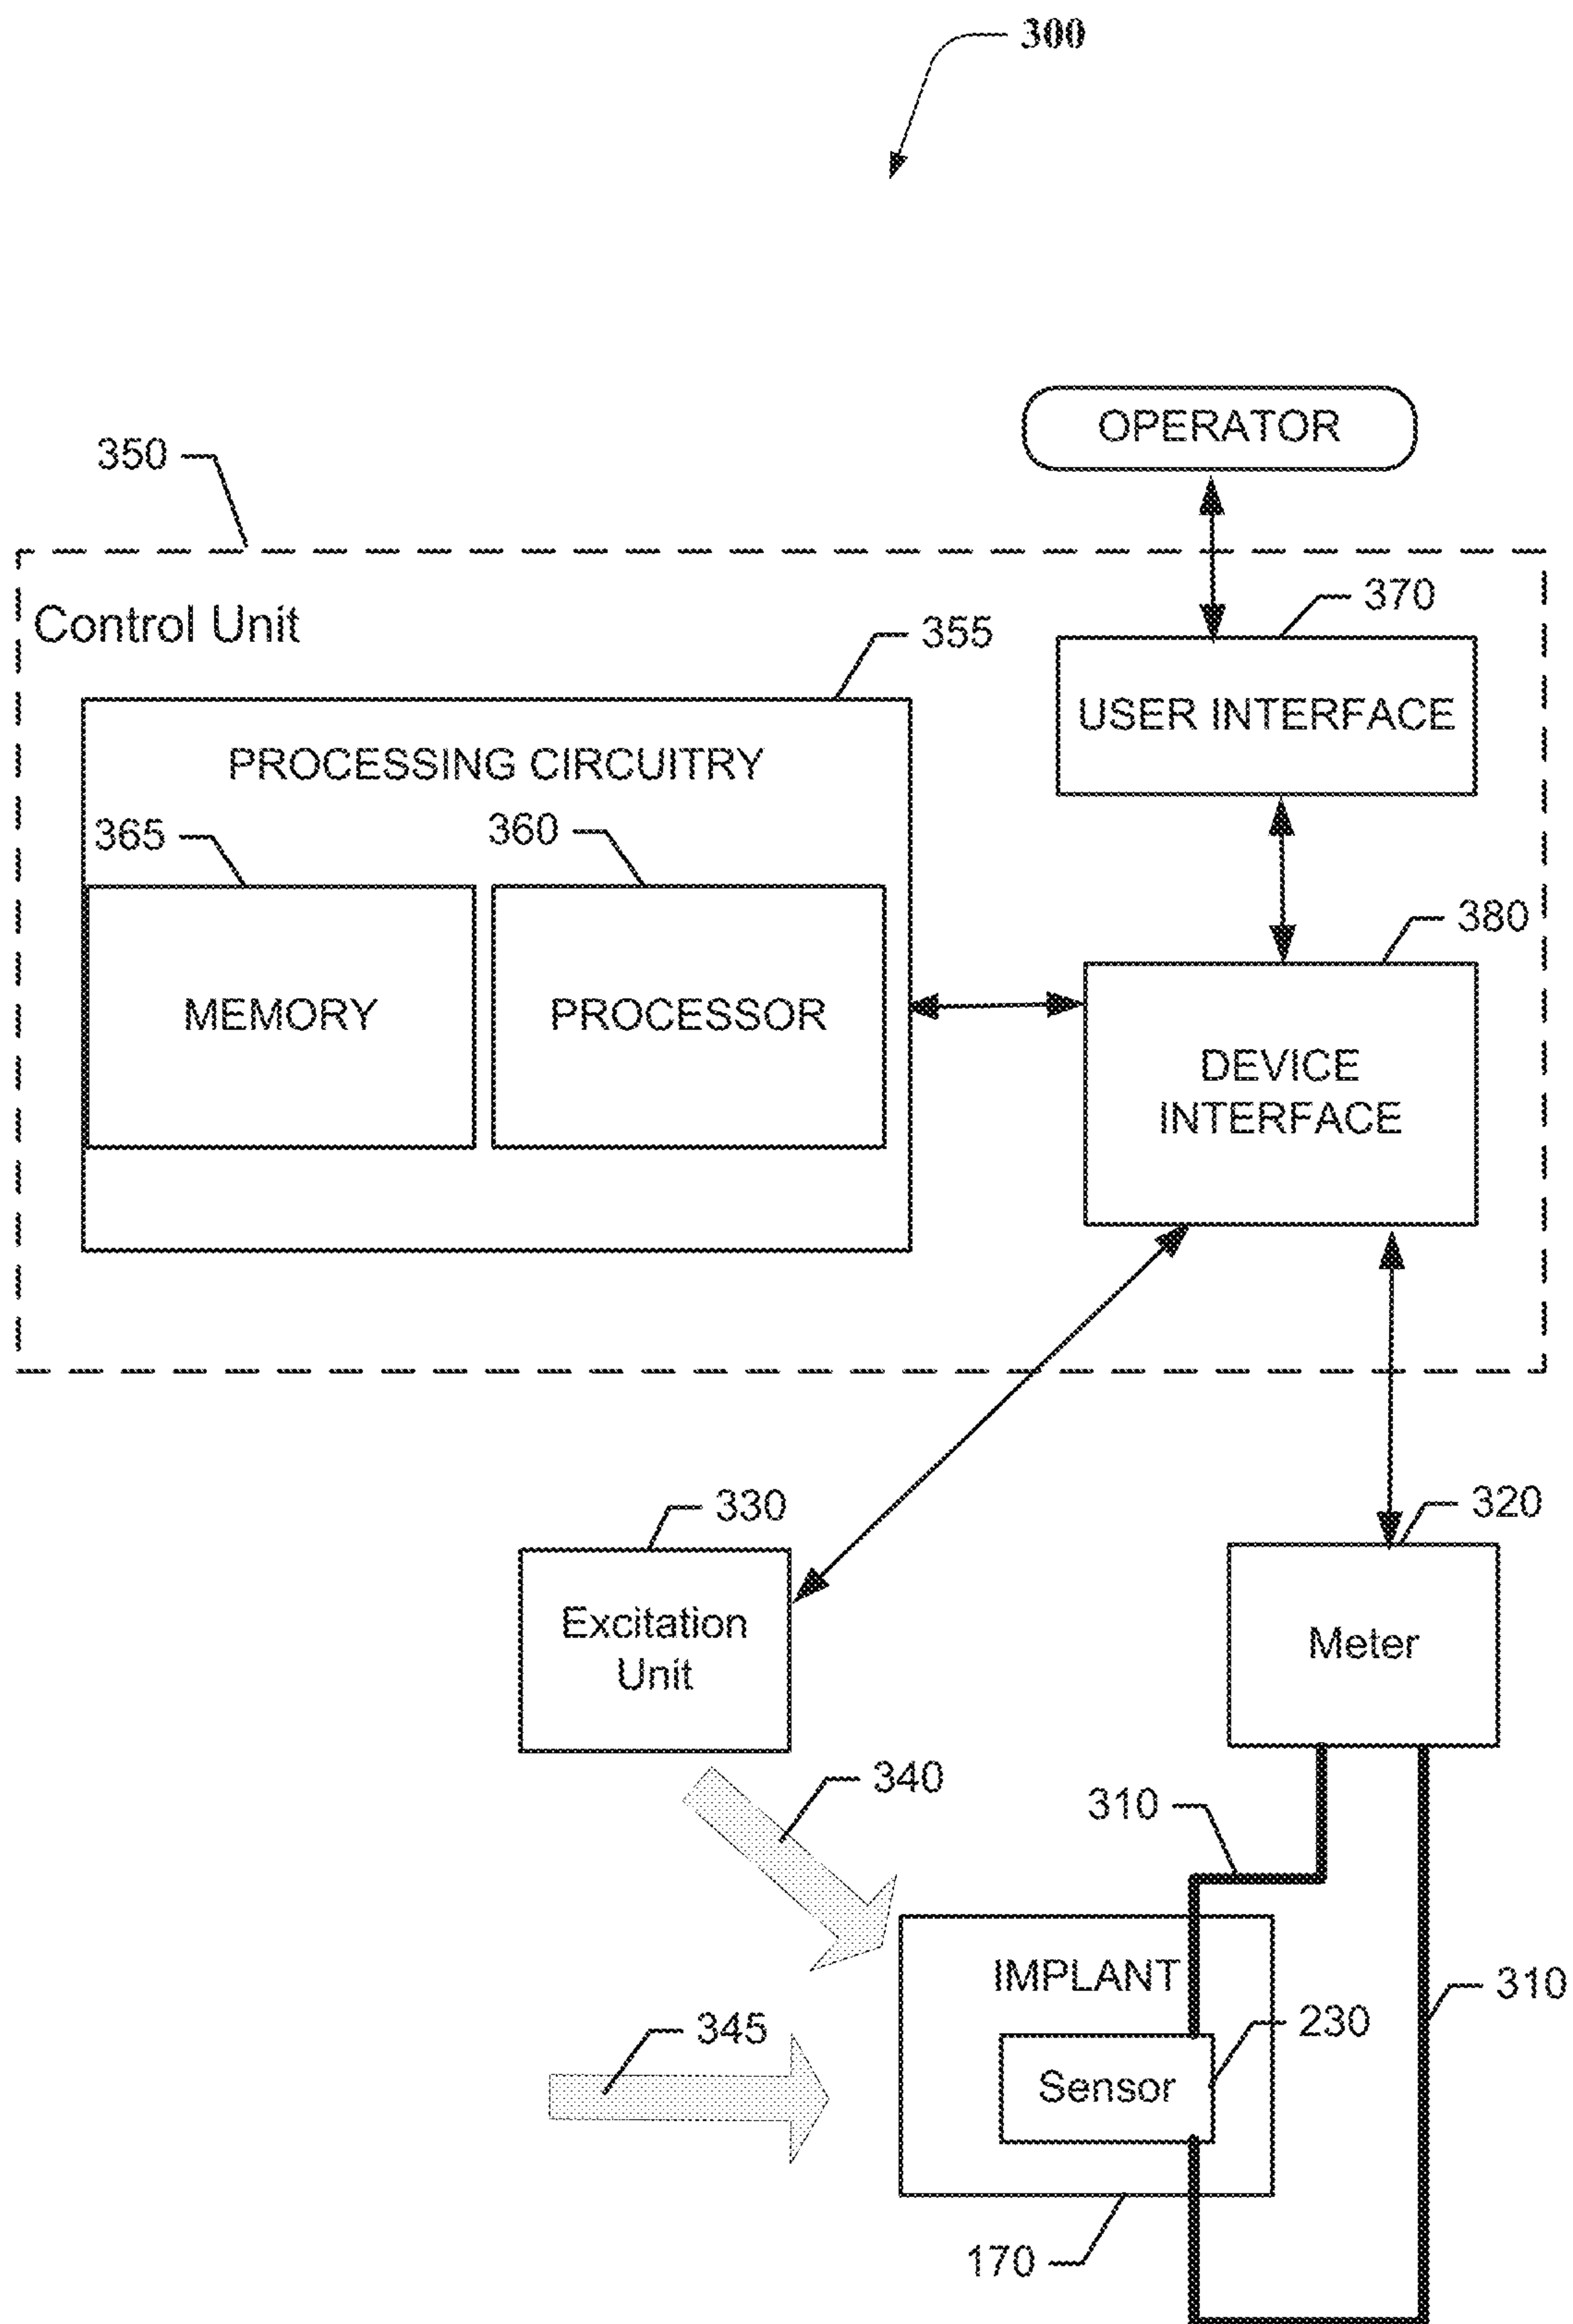 300
OPERATOR
350
Control Unit
370
355
USER INTERFACE
PROCESSING CIRCUITRY
365
360
380
MEMORY
PROCESSOR
DEVICE
INTERFACE
330
320
Excitation
Unit
Meter
340
310
IMPLANT
310
345
230
Sensor
170